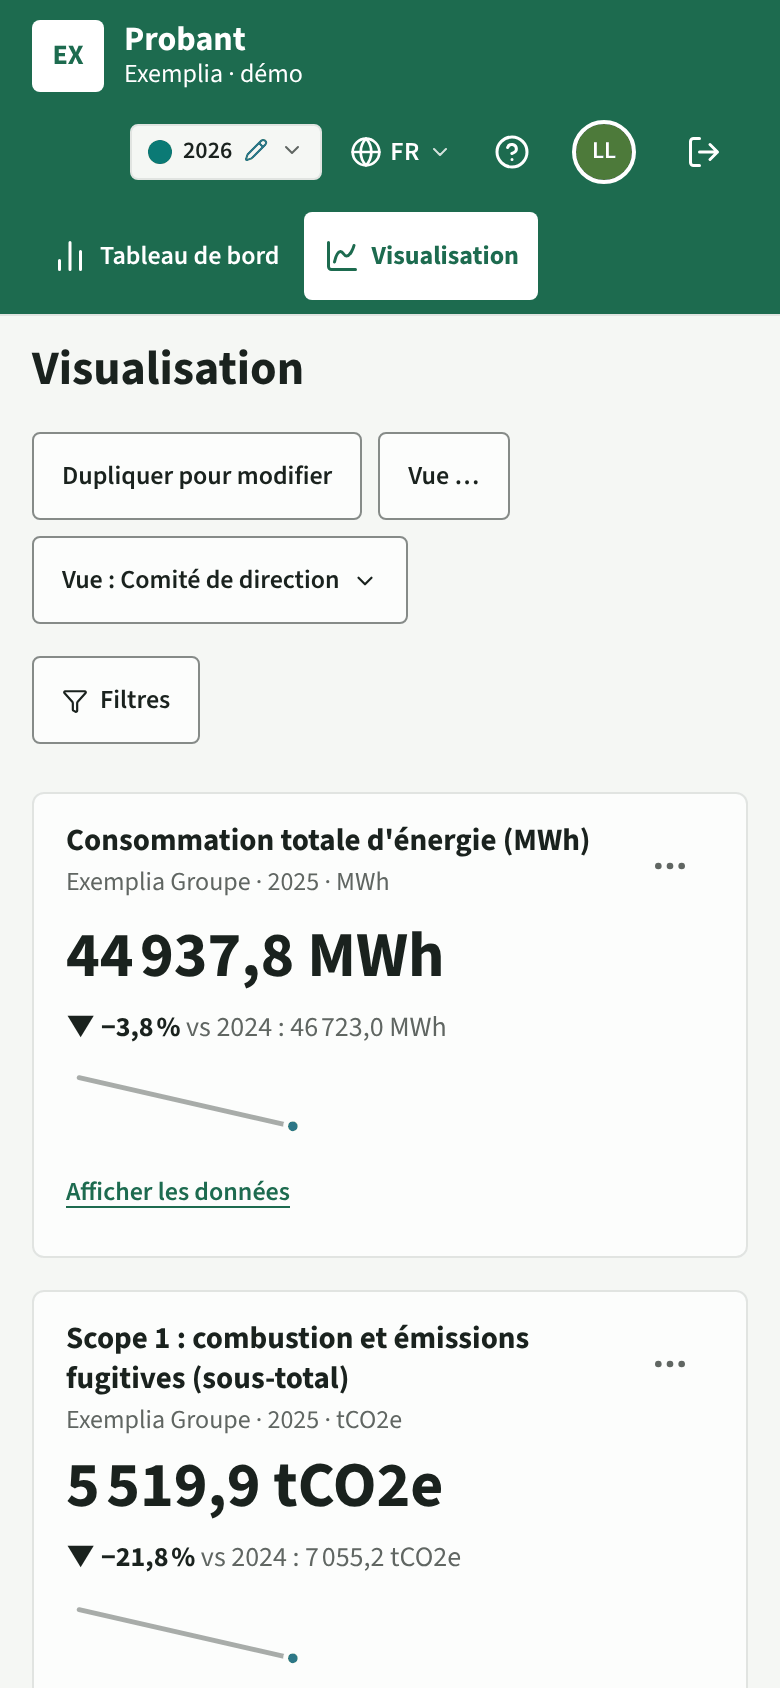 EX
Probant
Exemplia · démo
2026
FR
LL
Tableau de bord
Visualisation
Visualisation
Dupliquer pour modifier
Vue ...
Vue : Comité de direction
Filtres
Consommation totale d'énergie (MWh)
Exemplia Groupe · 2025 · MWh
44 937,8 MWh
▼ −3,8 % vs 2024 : 46 723,0 MWh
Afficher les données
Scope 1 : combustion et émissions
fugitives (sous-total)
Exemplia Groupe · 2025 · tCO2e
5 519,9 tCO2e
▼ −21,8 % vs 2024 : 7 055,2 tCO2e